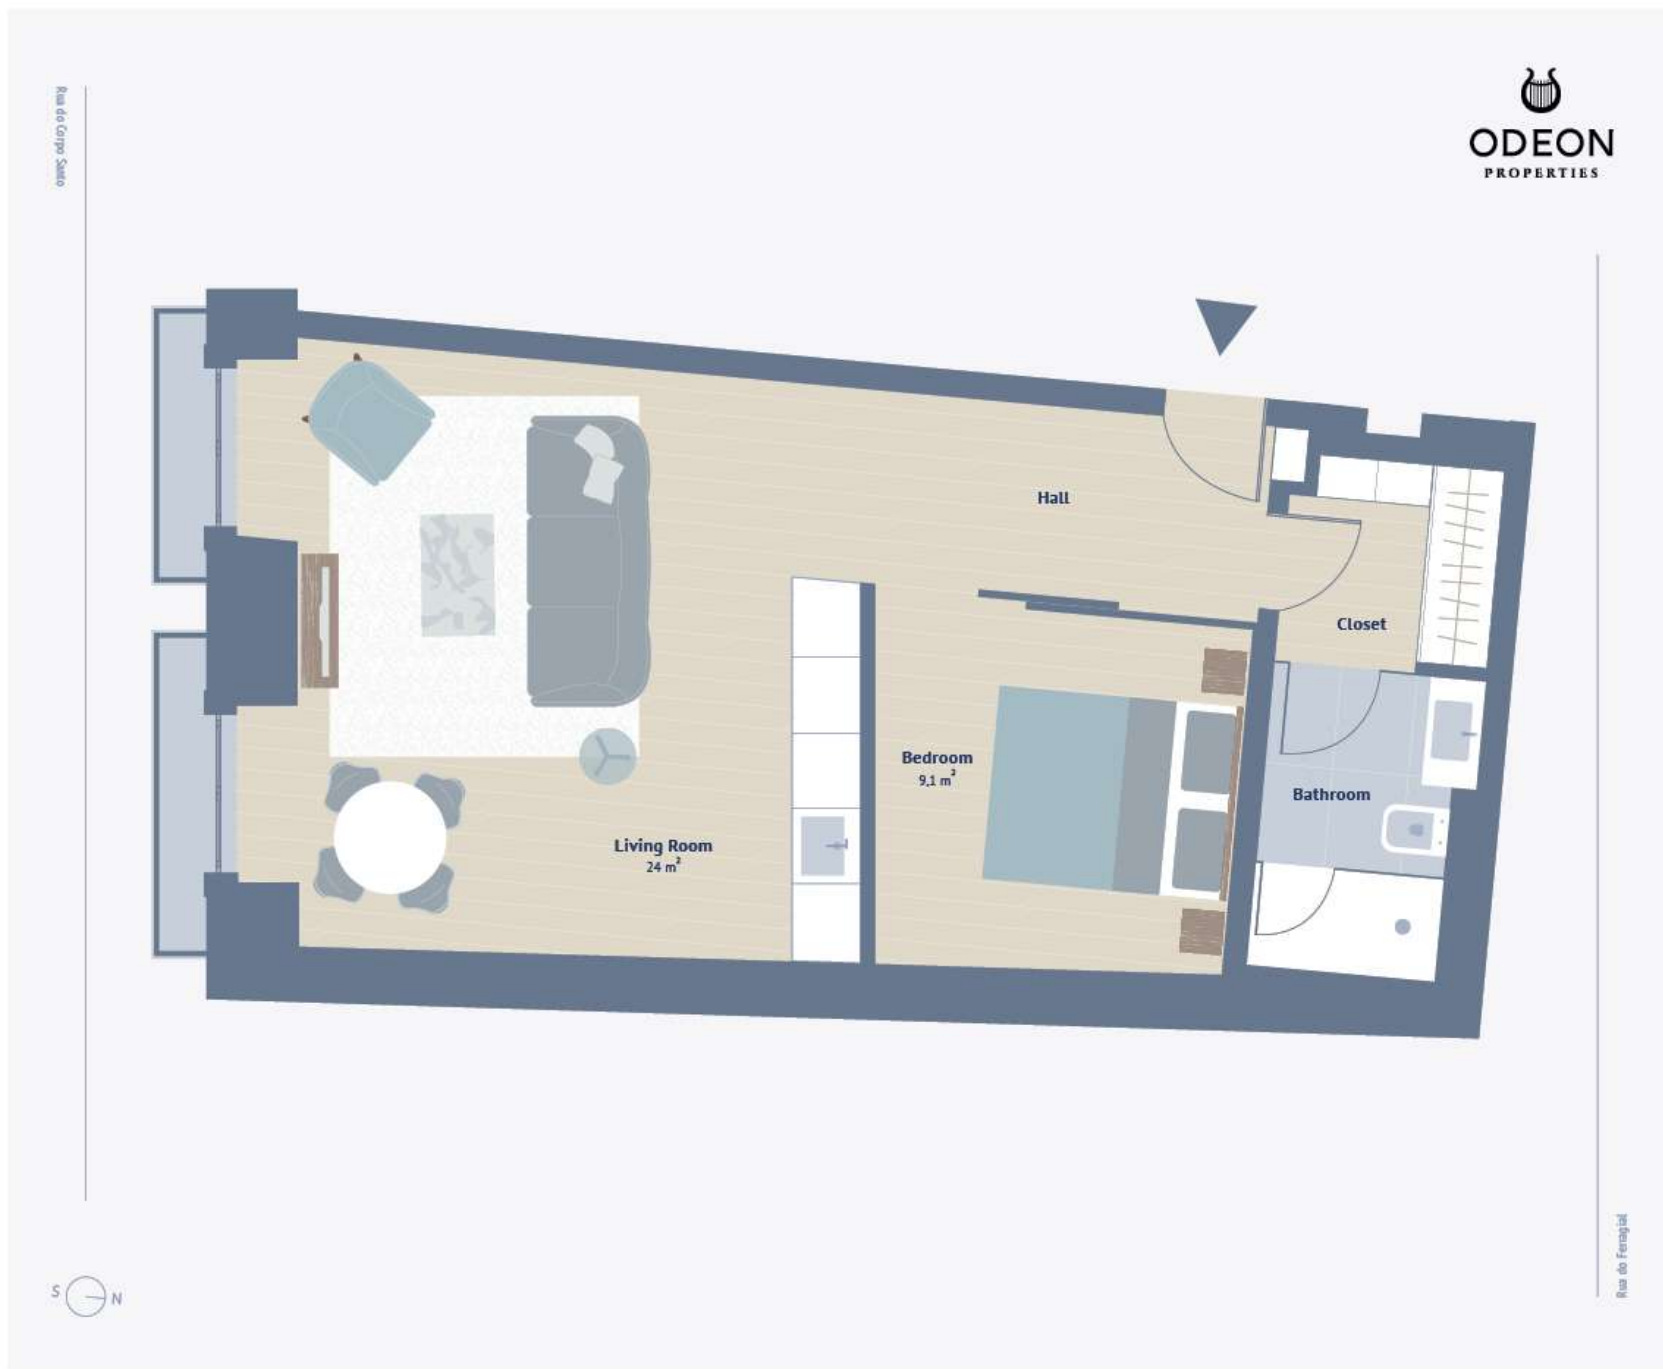 Rua do Corpo Santo
ODEON
PROPERTIES
Hall
Closet
Bedroom
9,1 m²
Bathroom
Living Room
24 m²
Rua do Ferragial
S
N